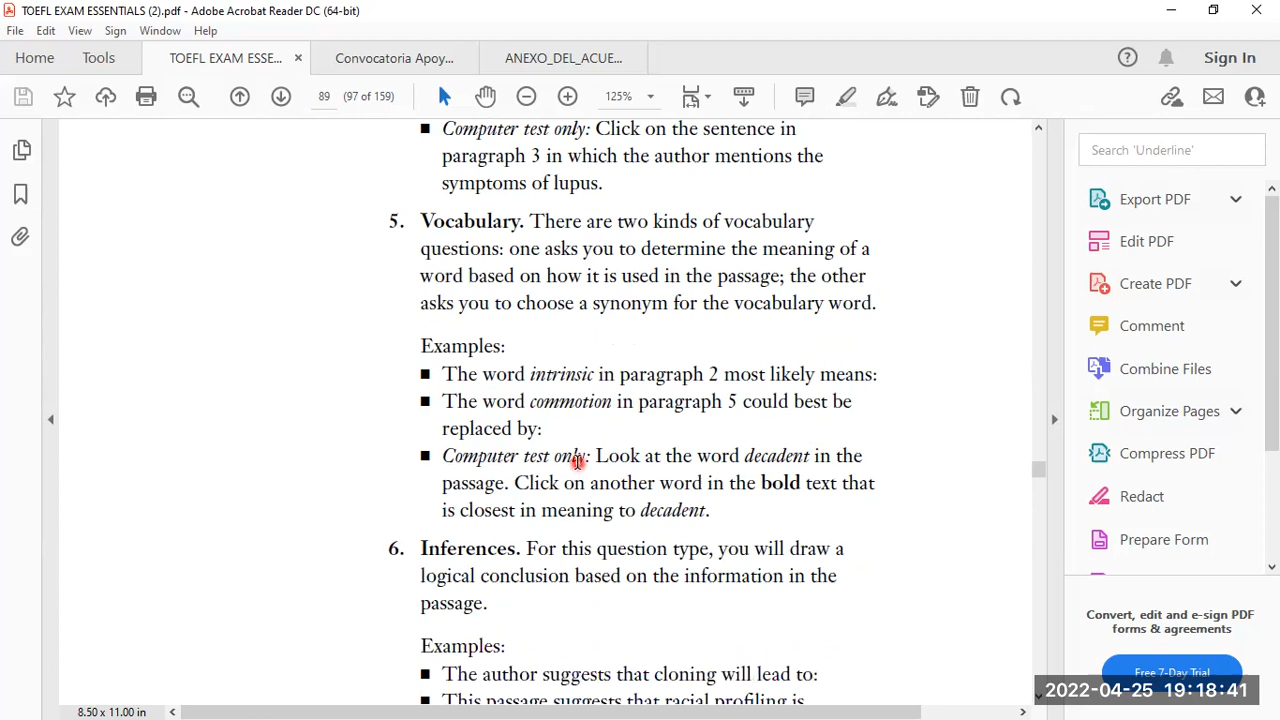 TOEFL EXAM ESSENTIALS (2).pdf - Adobe Acrobat Reader DC (64-bit)
File Edit View Sign Window Help
Home Tools TOEFL EXAM ESSE... × Convocatoria Apoy... ANEXO_DEL_ACUE... Sign In
89 (97 of 159) 125%
■ Computer test only: Click on the sentence in
paragraph 3 in which the author mentions the
symptoms of lupus.
5. Vocabulary. There are two kinds of vocabulary
questions: one asks you to determine the meaning of a
word based on how it is used in the passage; the other
asks you to choose a synonym for the vocabulary word.
Examples:
■ The word intrinsic in paragraph 2 most likely means:
■ The word commotion in paragraph 5 could best be
replaced by:
■ Computer test only: Look at the word decadent in the
passage. Click on another word in the bold text that
is closest in meaning to decadent.
6. Inferences. For this question type, you will draw a
logical conclusion based on the information in the
passage.
Examples:
■ The author suggests that cloning will lead to:
■ This passage suggests that racial profiling is
8.50 x 11.00 in
Search 'Underline'
Export PDF
Edit PDF
Create PDF
Comment
Combine Files
Organize Pages
Compress PDF
Redact
Prepare Form
Convert, edit and e-sign PDF
forms & agreements
Free 7-Day Trial
2022-04-25 19:18:41